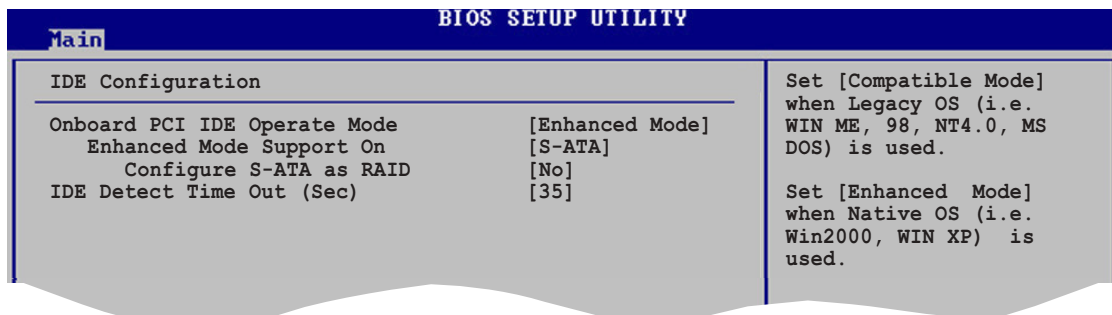 BIOS SETUP UTILITY
Main
IDE Configuration
Onboard PCI IDE Operate Mode [Enhanced Mode]
Enhanced Mode Support On [S-ATA]
Configure S-ATA as RAID [No]
IDE Detect Time Out (Sec) [35]
Set [Compatible Mode]
when Legacy OS (i.e.
WIN ME, 98, NT4.0, MS
DOS) is used.
Set [Enhanced Mode]
when Native OS (i.e.
Win2000, WIN XP) is
used.